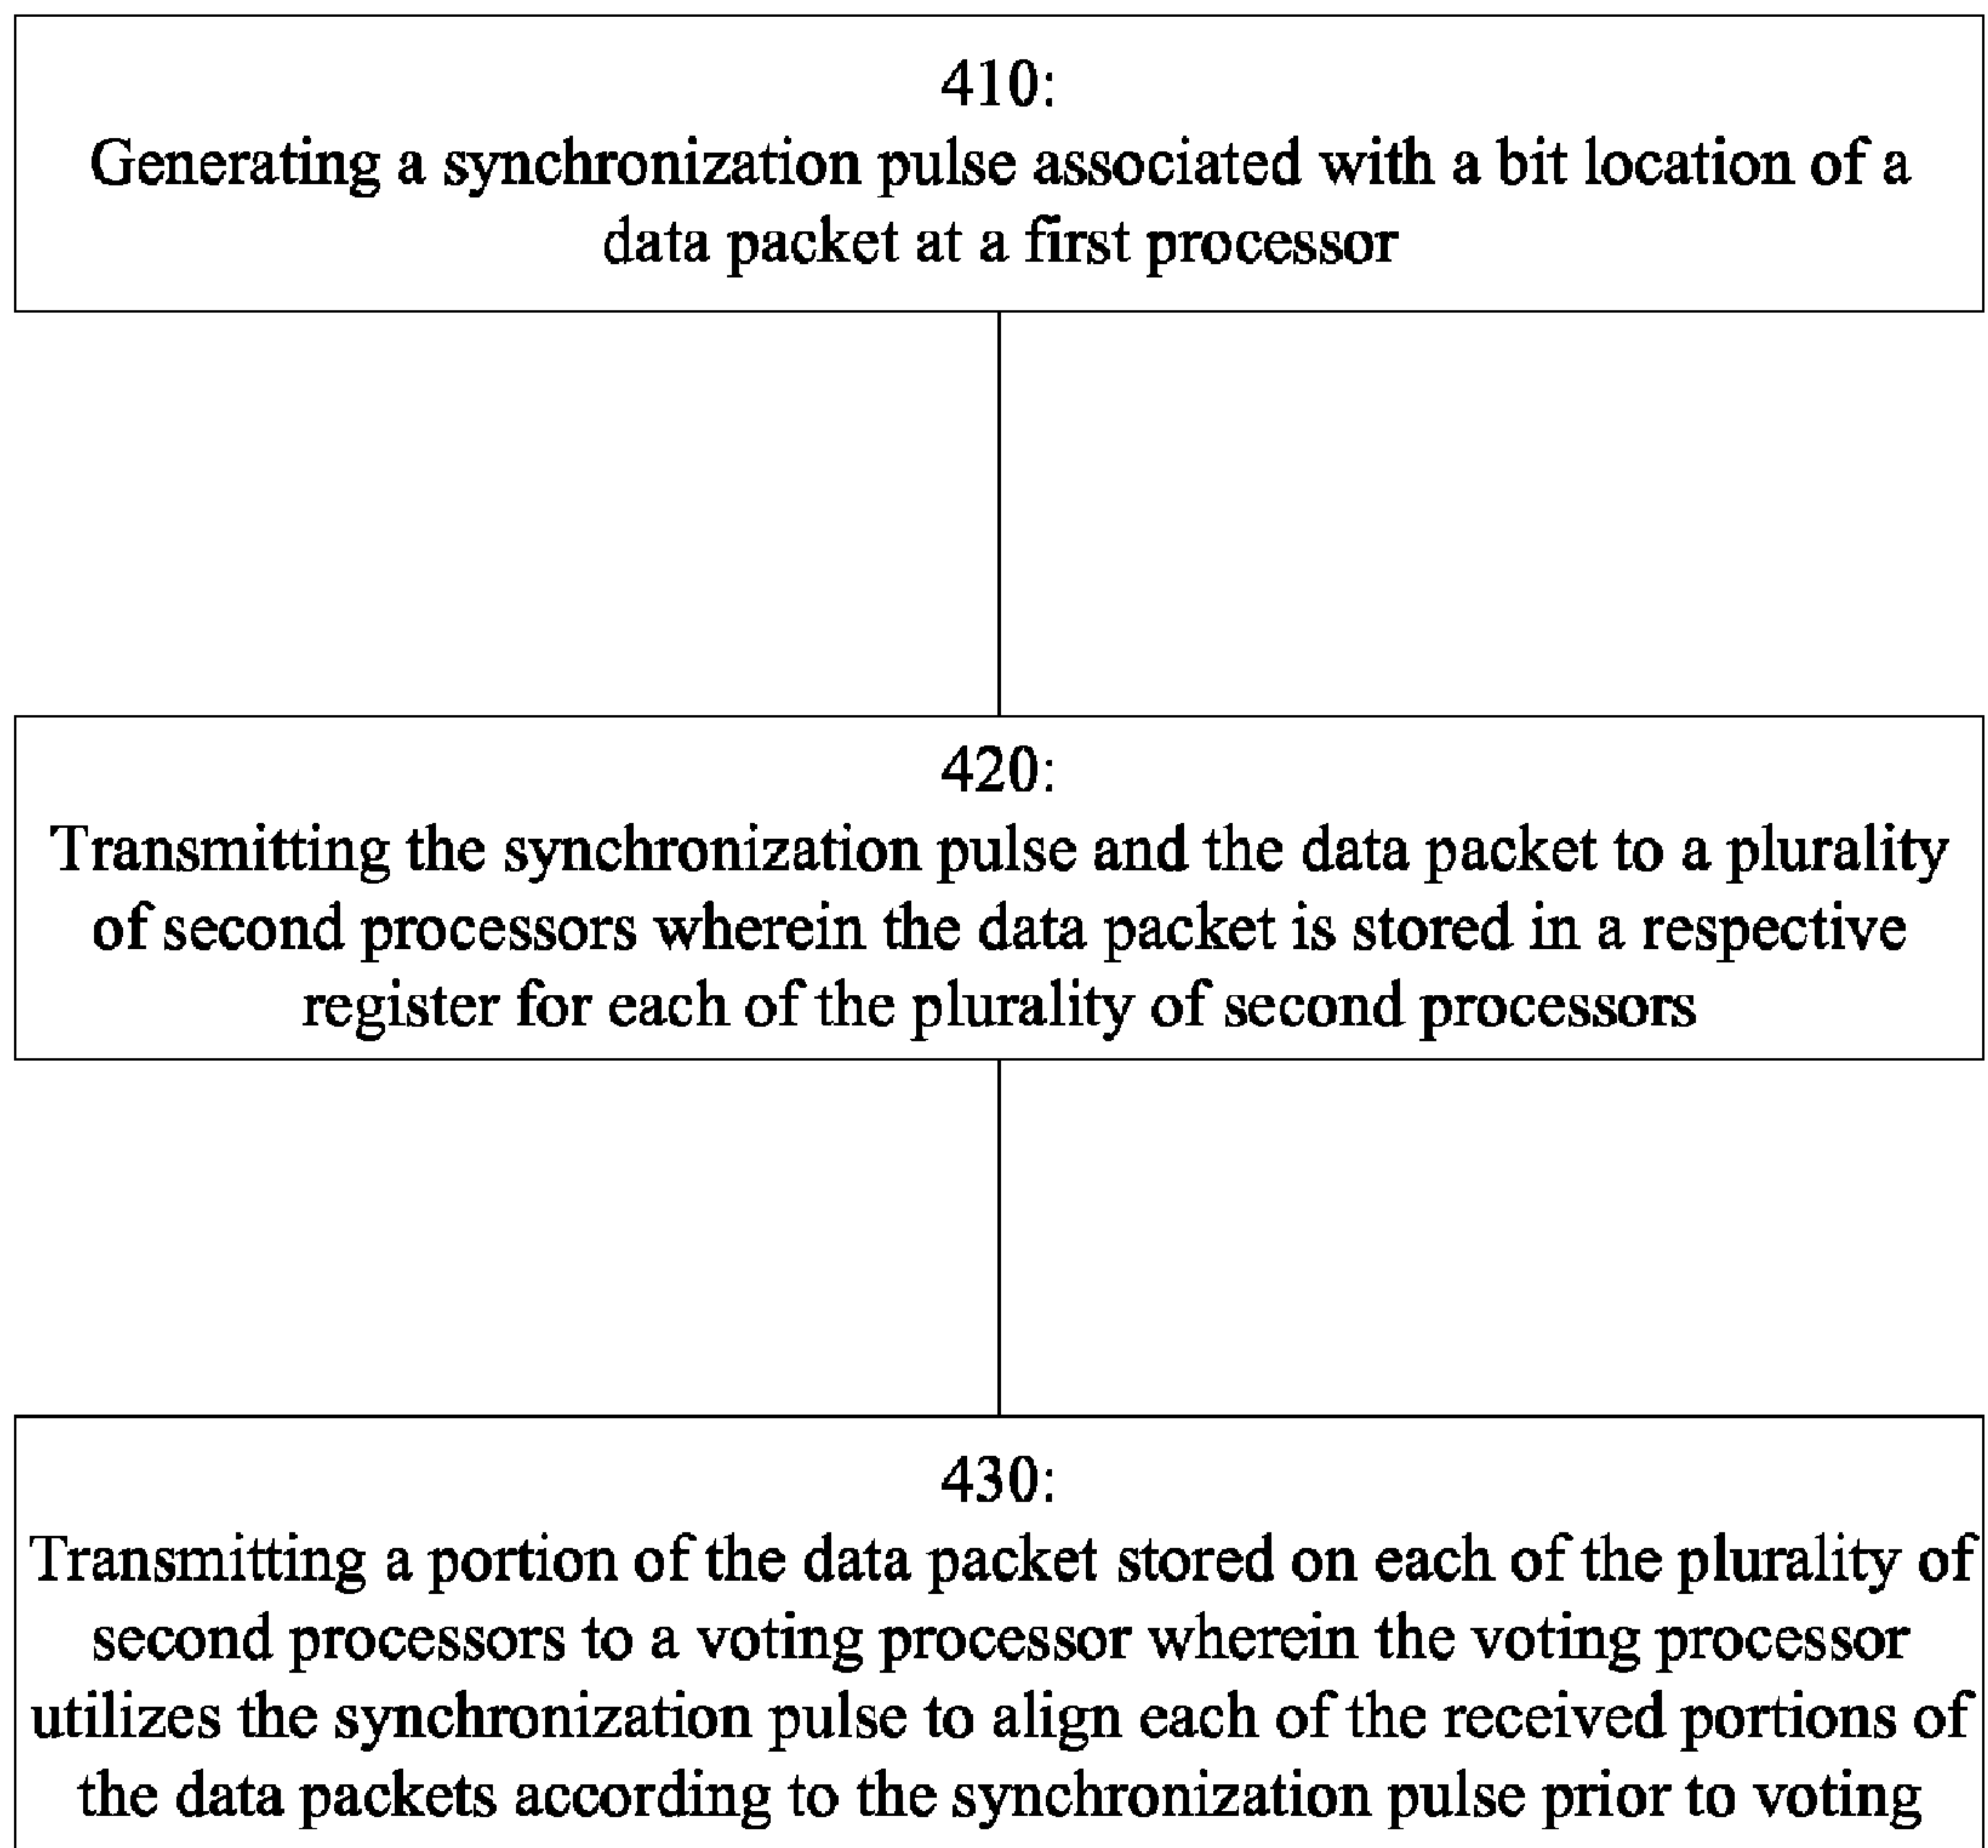 410:
Generating a synchronization pulse associated with a bit location of a
data packet at a first processor
420:
Transmitting the synchronization pulse and the data packet to a plurality
of second processors wherein the data packet is stored in a respective
register for each of the plurality of second processors
430:
Transmitting a portion of the data packet stored on each of the plurality of
second processors to a voting processor wherein the voting processor
utilizes the synchronization pulse to align each of the received portions of
the data packets according to the synchronization pulse prior to voting